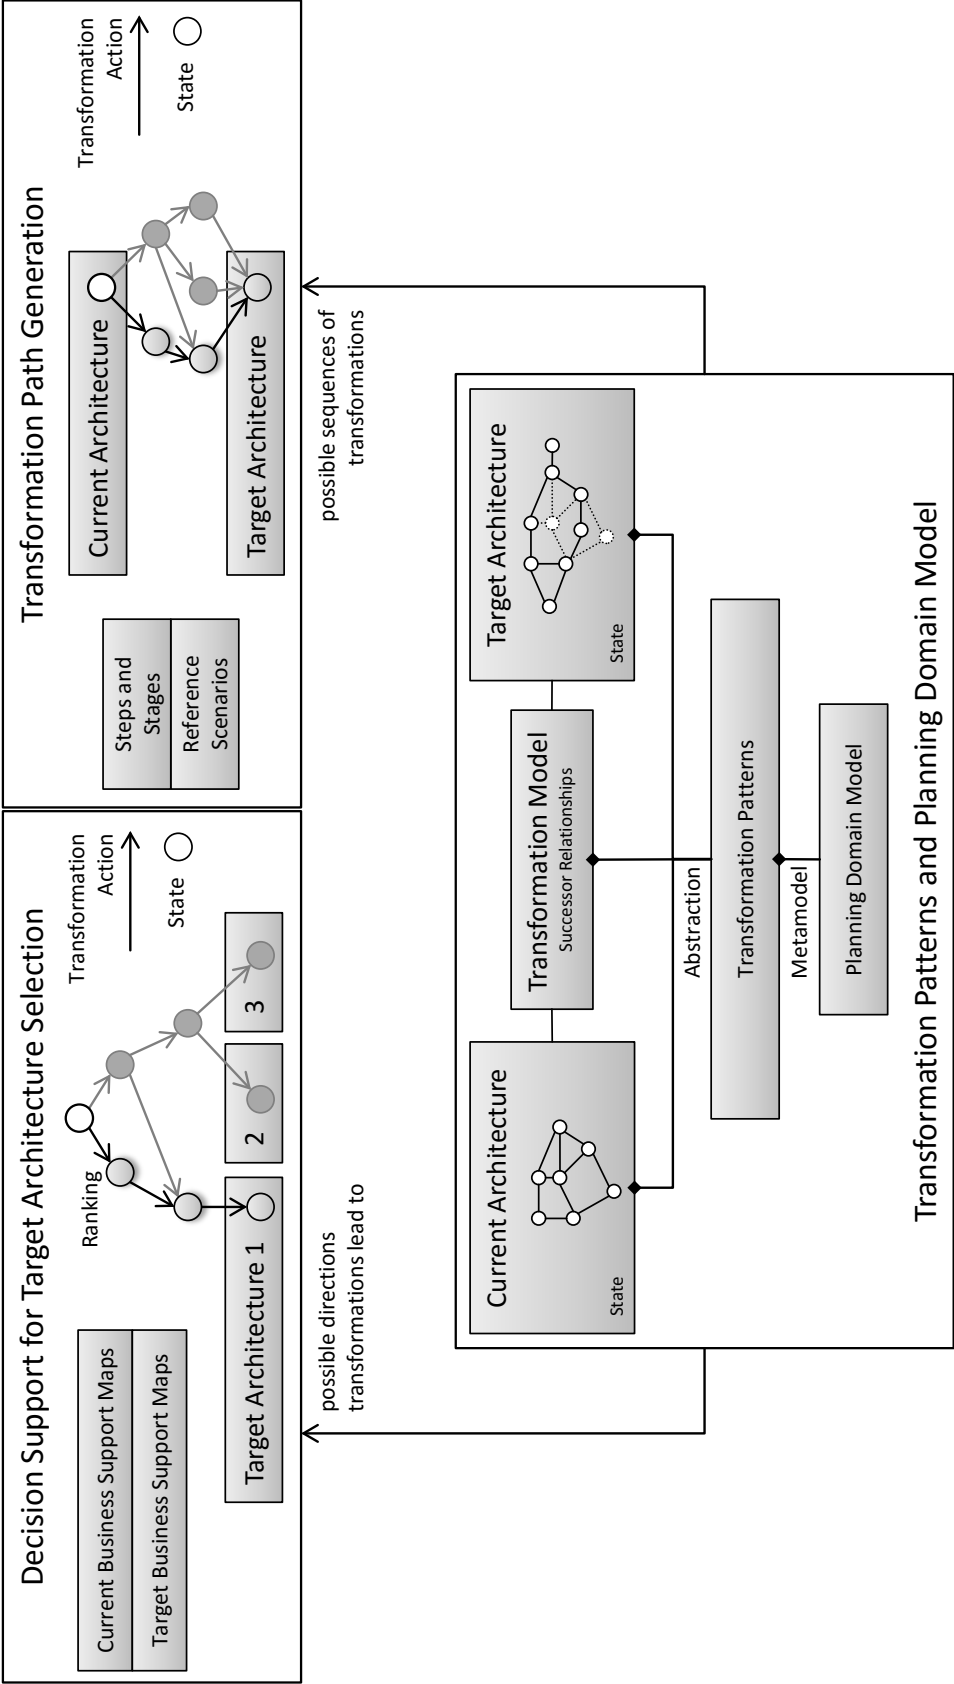 Decision Support for Target Architecture Selection
Current Business Support Maps
Target Business Support Maps
Ranking
Transformation
Action
State
Target Architecture 1
2
3
Transformation Path Generation
Steps and
Stages
Reference
Scenarios
Current Architecture
Target Architecture
Transformation
Action
State
possible directions
transformations lead to
possible sequences of
transformations
Current Architecture
State
Transformation Model
Successor Relationships
Target Architecture
State
Abstraction
Transformation Patterns
Metamodel
Planning Domain Model
Transformation Patterns and Planning Domain Model